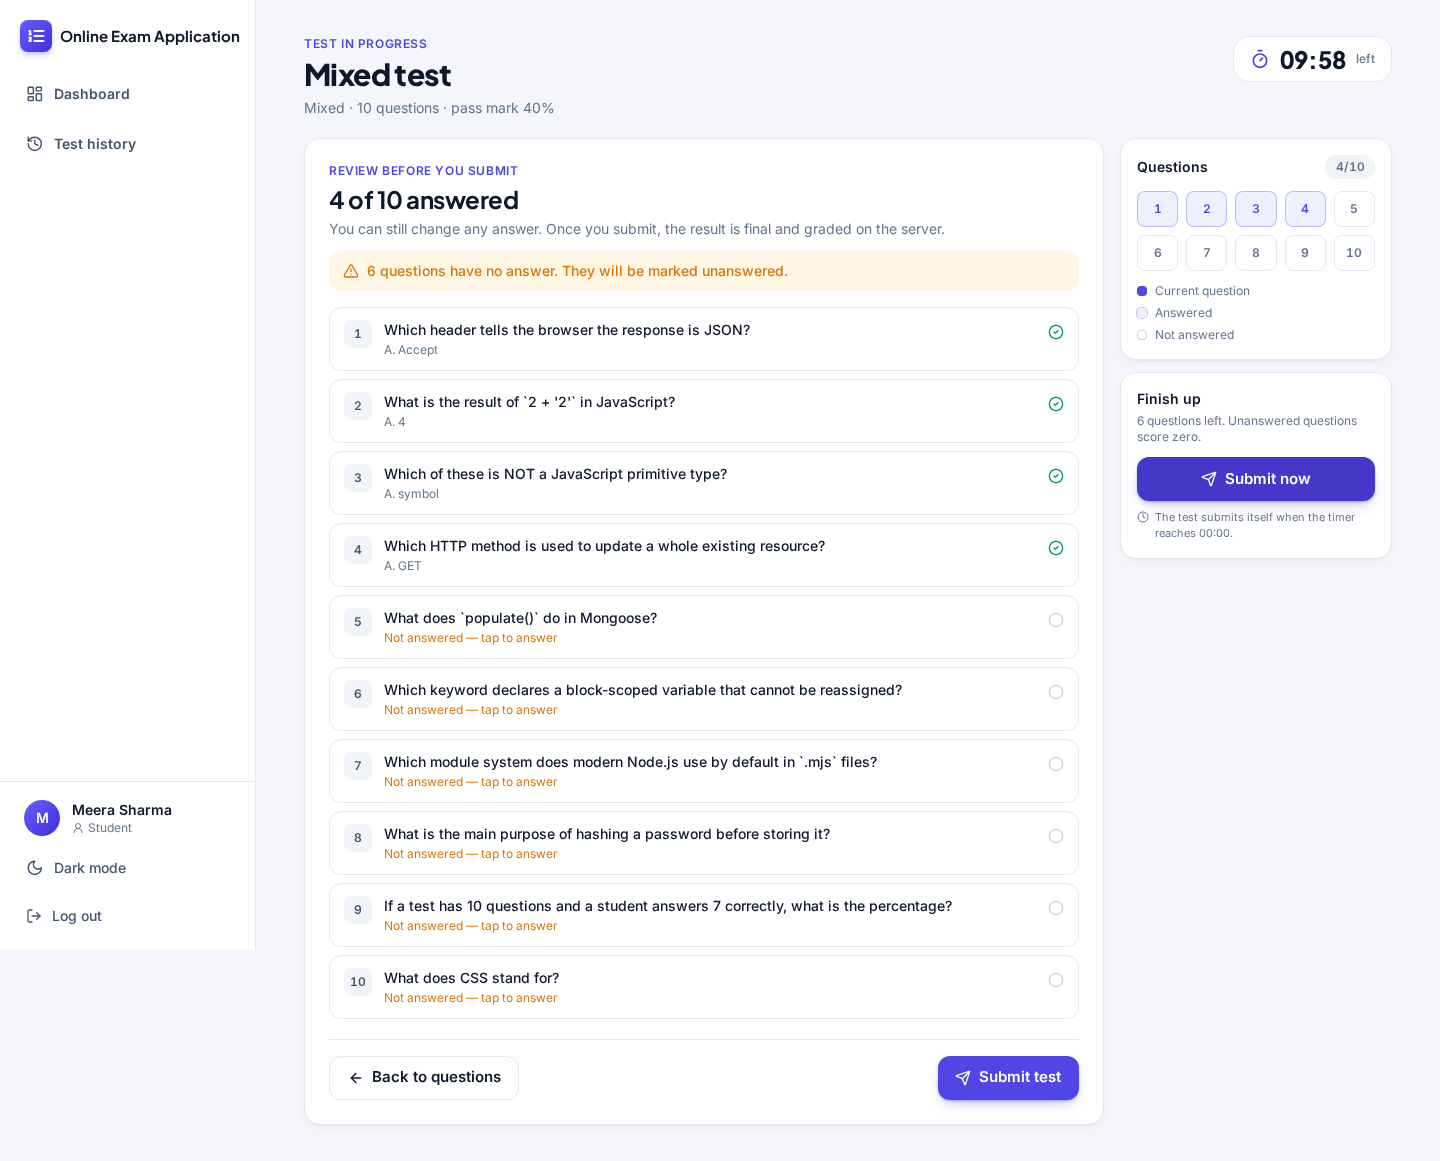 Online Exam Application
Dashboard
Test history
TEST IN PROGRESS
Mixed test
Mixed · 10 questions · pass mark 40%
09:58 left
REVIEW BEFORE YOU SUBMIT
4 of 10 answered
You can still change any answer. Once you submit, the result is final and graded on the server.
6 questions have no answer. They will be marked unanswered.
1 Which header tells the browser the response is JSON?
A. Accept
2 What is the result of `2 + '2'` in JavaScript?
A. 4
3 Which of these is NOT a JavaScript primitive type?
A. symbol
4 Which HTTP method is used to update a whole existing resource?
A. GET
5 What does `populate()` do in Mongoose?
Not answered — tap to answer
6 Which keyword declares a block-scoped variable that cannot be reassigned?
Not answered — tap to answer
7 Which module system does modern Node.js use by default in `.mjs` files?
Not answered — tap to answer
8 What is the main purpose of hashing a password before storing it?
Not answered — tap to answer
9 If a test has 10 questions and a student answers 7 correctly, what is the percentage?
Not answered — tap to answer
10 What does CSS stand for?
Not answered — tap to answer
Back to questions
Submit test
Questions 4/10
1 2 3 4 5
6 7 8 9 10
Current question
Answered
Not answered
Finish up
6 questions left. Unanswered questions
score zero.
Submit now
The test submits itself when the timer
reaches 00:00.
M
Meera Sharma
Student
Dark mode
Log out